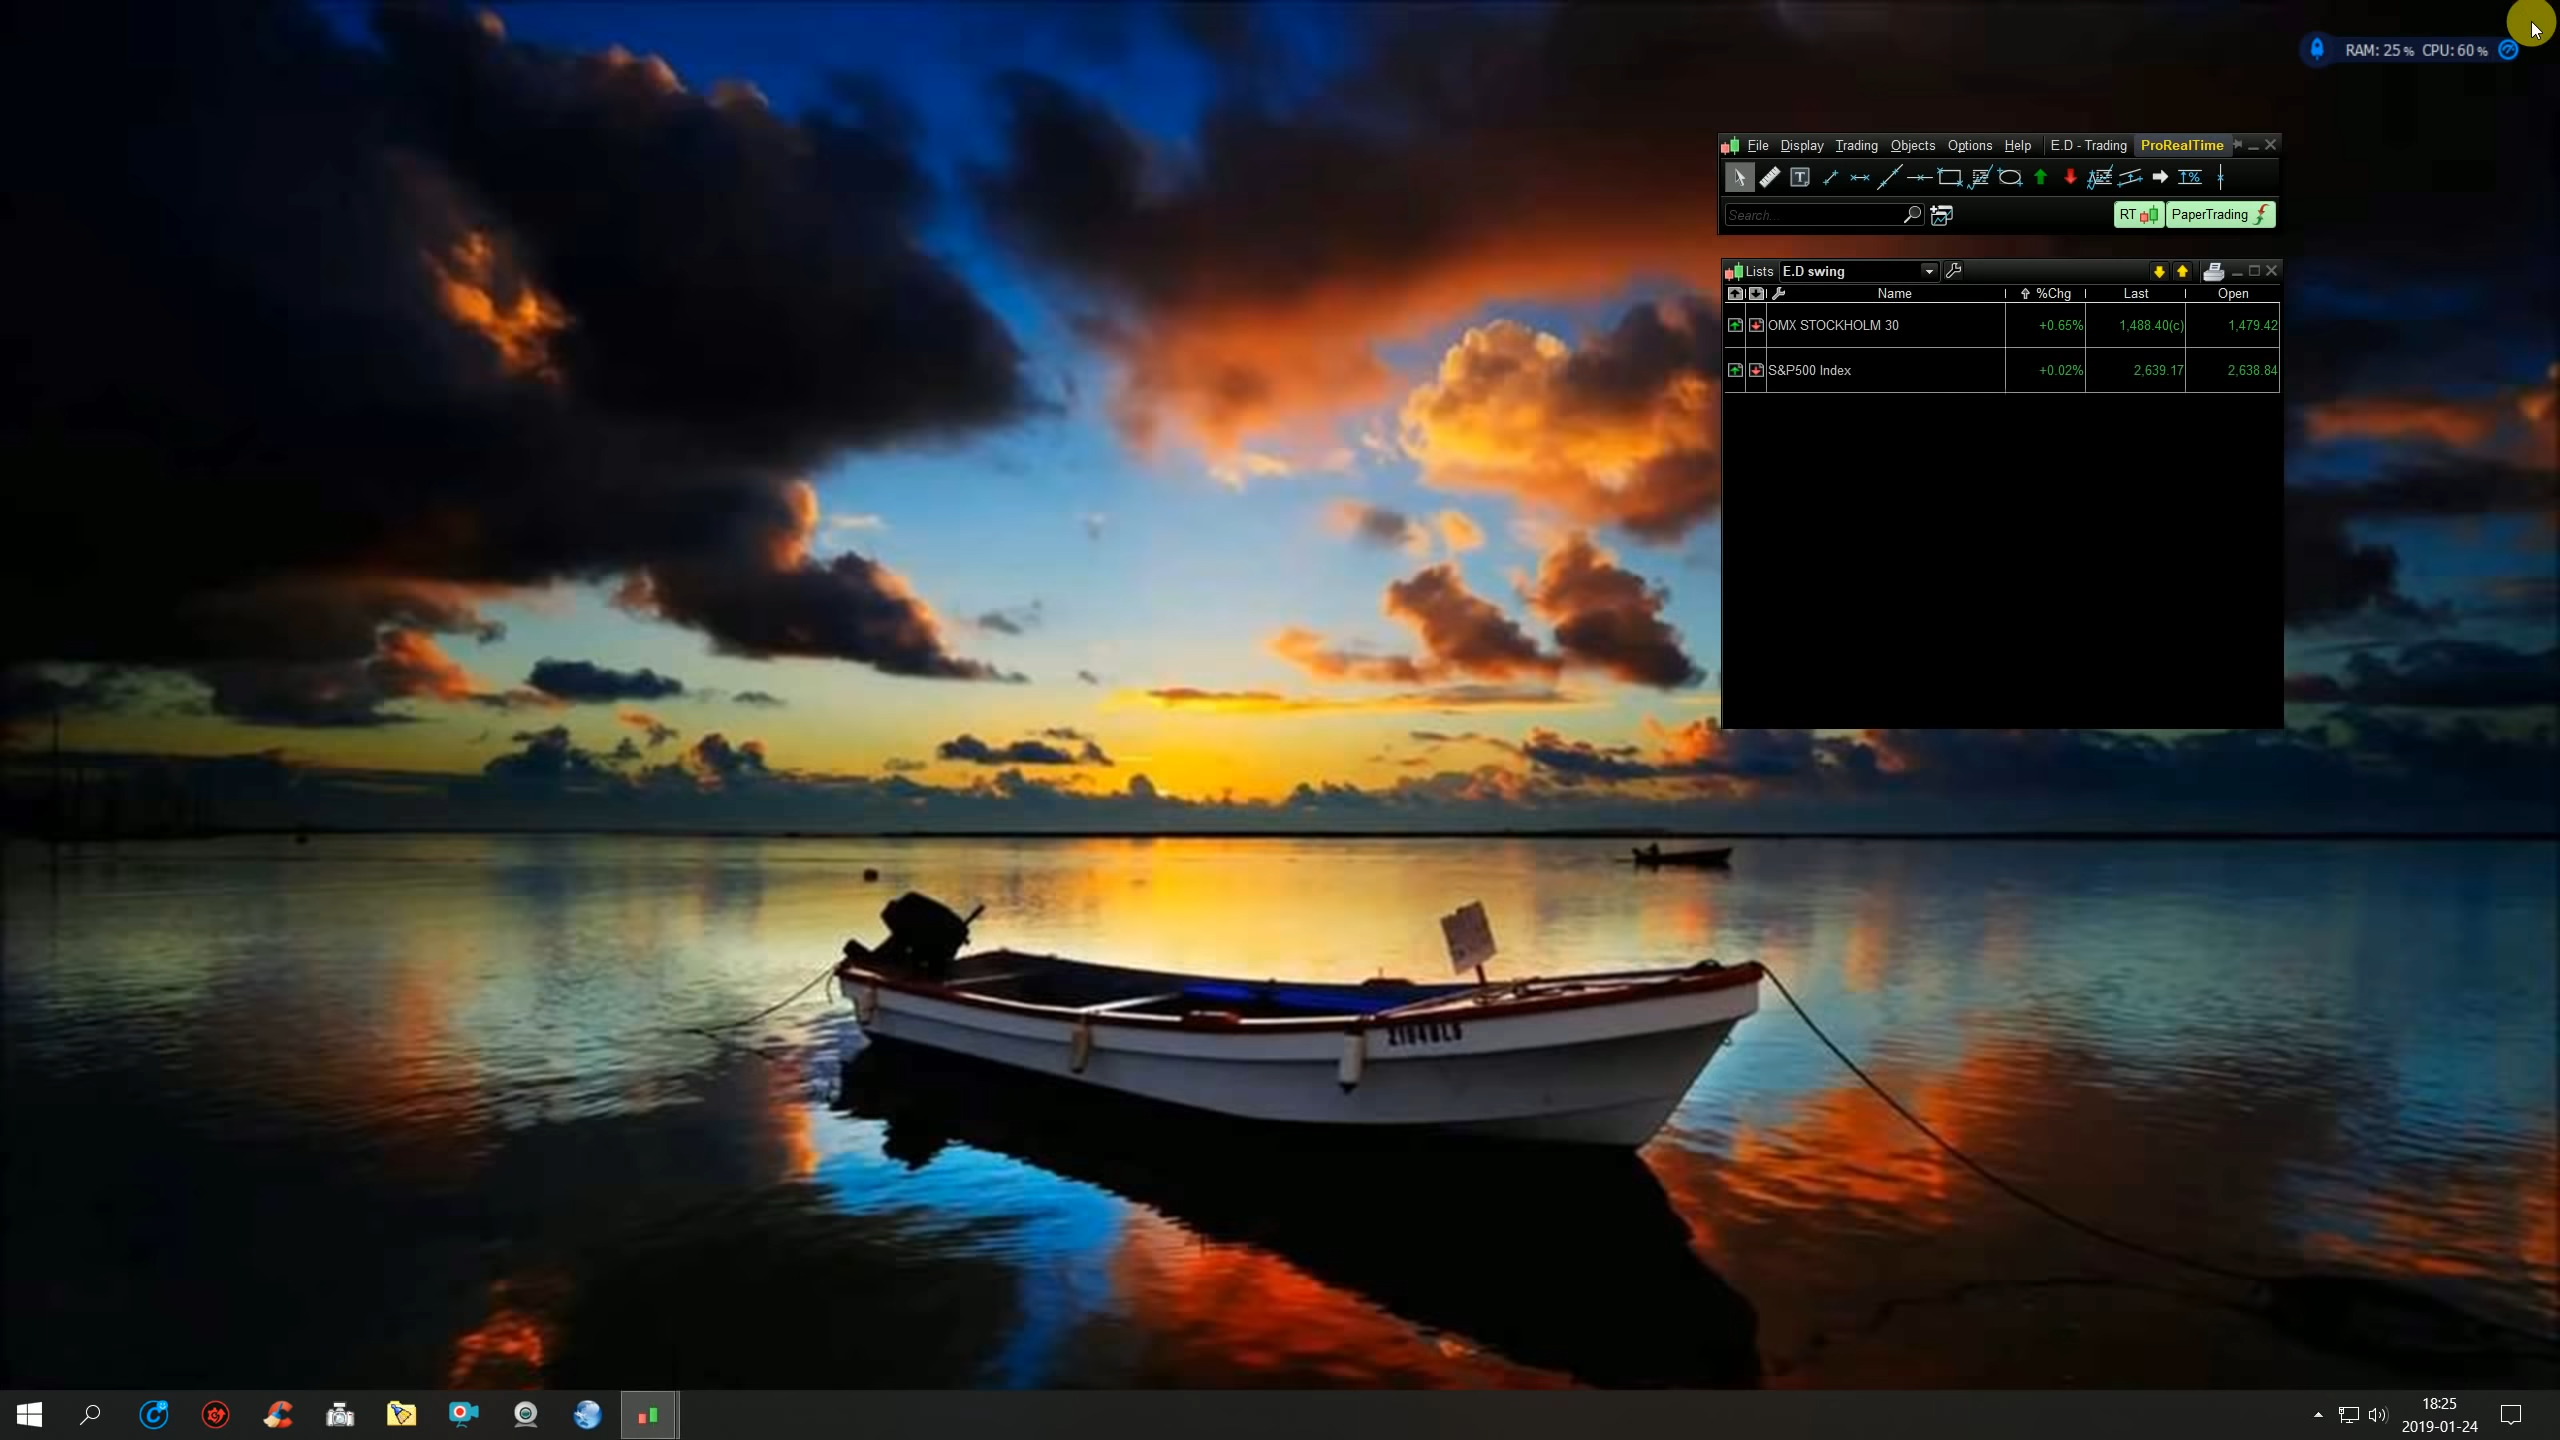 RAM: 25 % CPU: 60 %
File Display Trading Objects Options Help E.D - Trading ProRealTime
Search...
RT PaperTrading
Lists E.D swing
Name %Chg Last Open
OMX STOCKHOLM 30 +0.65% 1,488.40(c) 1,479.42
S&P500 Index +0.02% 2,639.17 2,638.84
18:25
2019-01-24